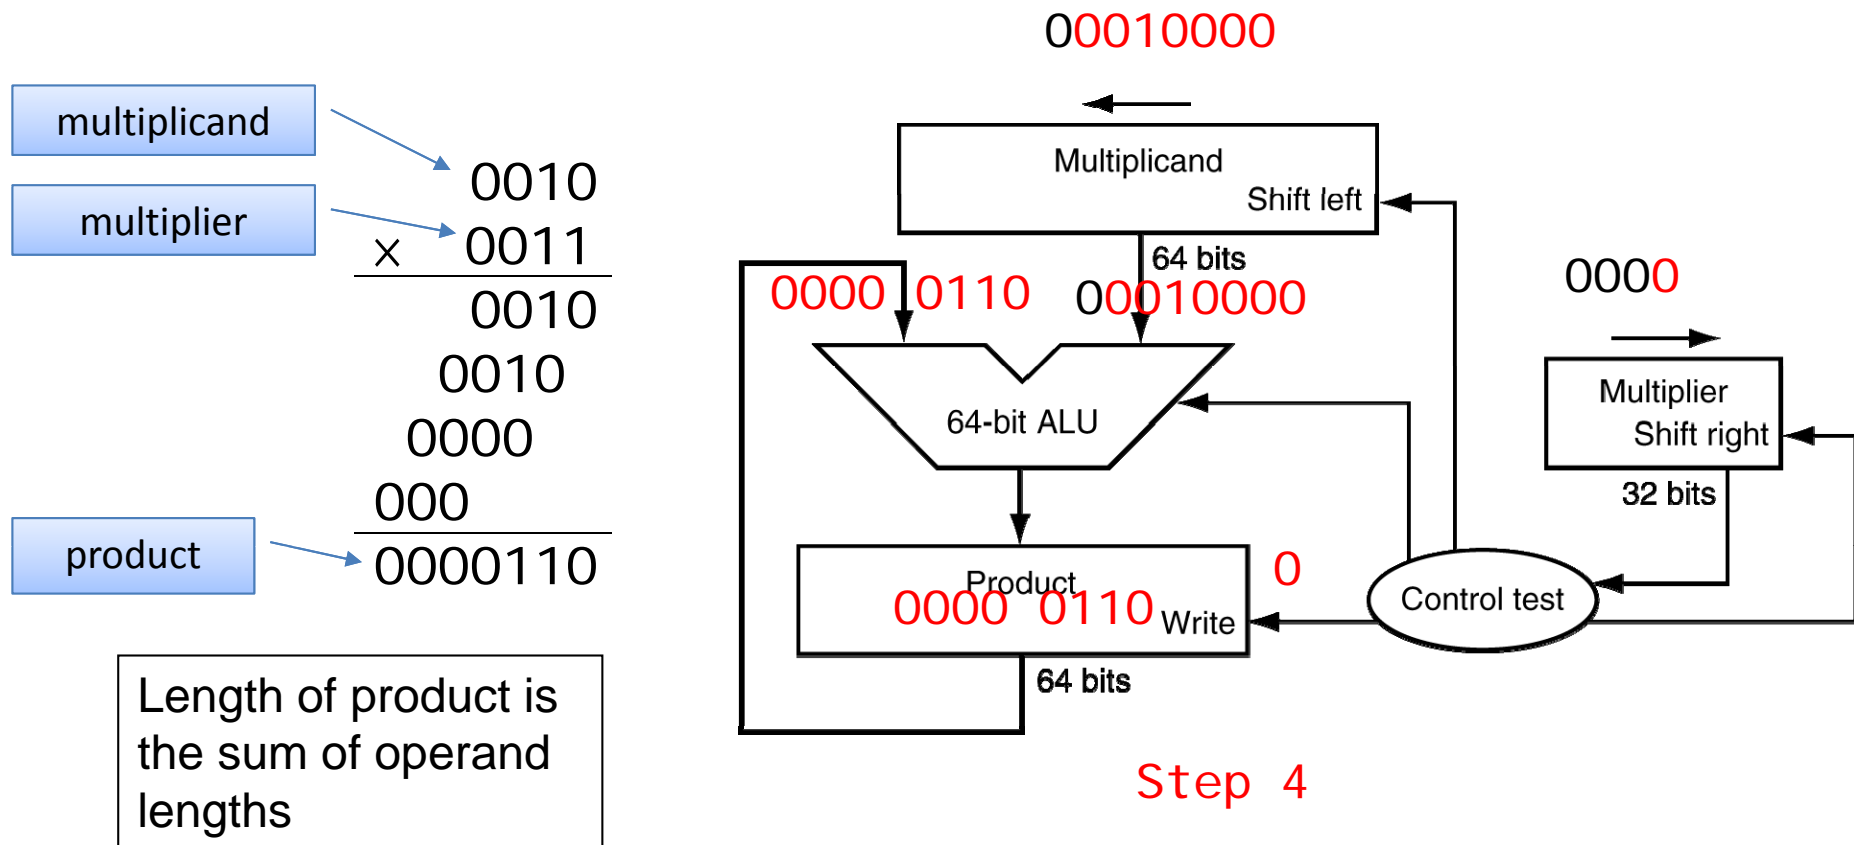 multiplicand
multiplier
0010
× 0011
0010
0010
0000
000
product
0000110
Length of product is
the sum of operand
lengths
00010000
Multiplicand
Shift left
64 bits
0000 0110
00010000
64-bit ALU
0000
Multiplier
Shift right
32 bits
Product
0000 0110
Write
0
Control test
64 bits
Step 4